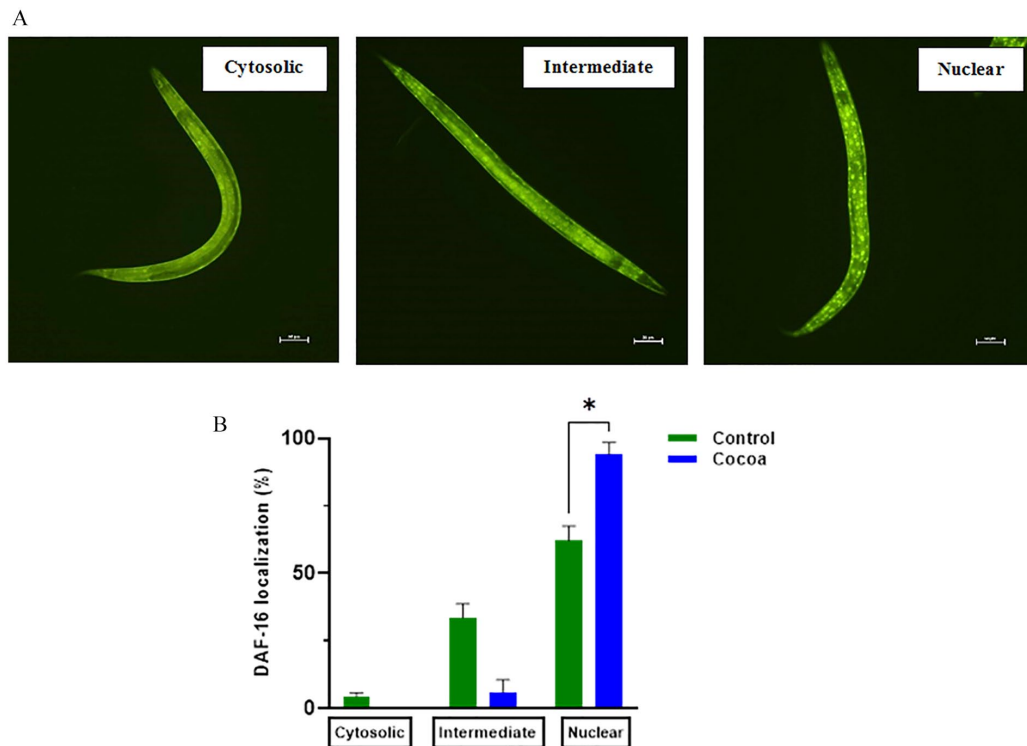 A
Cytosolic
Intermediate
Nuclear
B
*
Control
Cocoa
100
50
0
DAF-16 localization (%)
Cytosolic
Intermediate
Nuclear